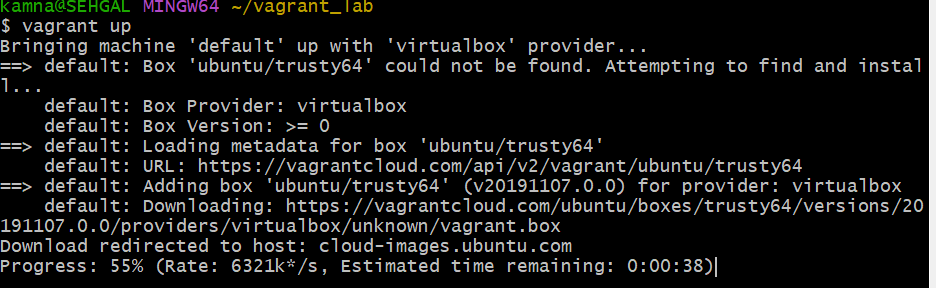 kamna@SEHGAL MINGW64 ~/vagrant_lab
$ vagrant up
Bringing machine 'default' up with 'virtualbox' provider...
==> default: Box 'ubuntu/trusty64' could not be found. Attempting to find and instal
l...
    default: Box Provider: virtualbox
    default: Box Version: >= 0
==> default: Loading metadata for box 'ubuntu/trusty64'
    default: URL: https://vagrantcloud.com/api/v2/vagrant/ubuntu/trusty64
==> default: Adding box 'ubuntu/trusty64' (v20191107.0.0) for provider: virtualbox
    default: Downloading: https://vagrantcloud.com/ubuntu/boxes/trusty64/versions/20
191107.0.0/providers/virtualbox/unknown/vagrant.box
Download redirected to host: cloud-images.ubuntu.com
Progress: 55% (Rate: 6321k*/s, Estimated time remaining: 0:00:38)